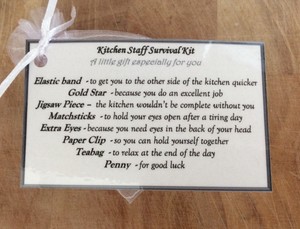 Kitchen Staff Survival Kit
A little gift especially for you
Elastic band - to get you to the other side of the kitchen quicker
Gold Star - because you do an excellent job
Jigsaw Piece – the kitchen wouldn't be complete without you
Matchsticks - to hold your eyes open after a tiring day
Extra Eyes - because you need eyes in the back of your head
Paper Clip - so you can hold yourself together
Teabag - to relax at the end of the day
Penny - for good luck